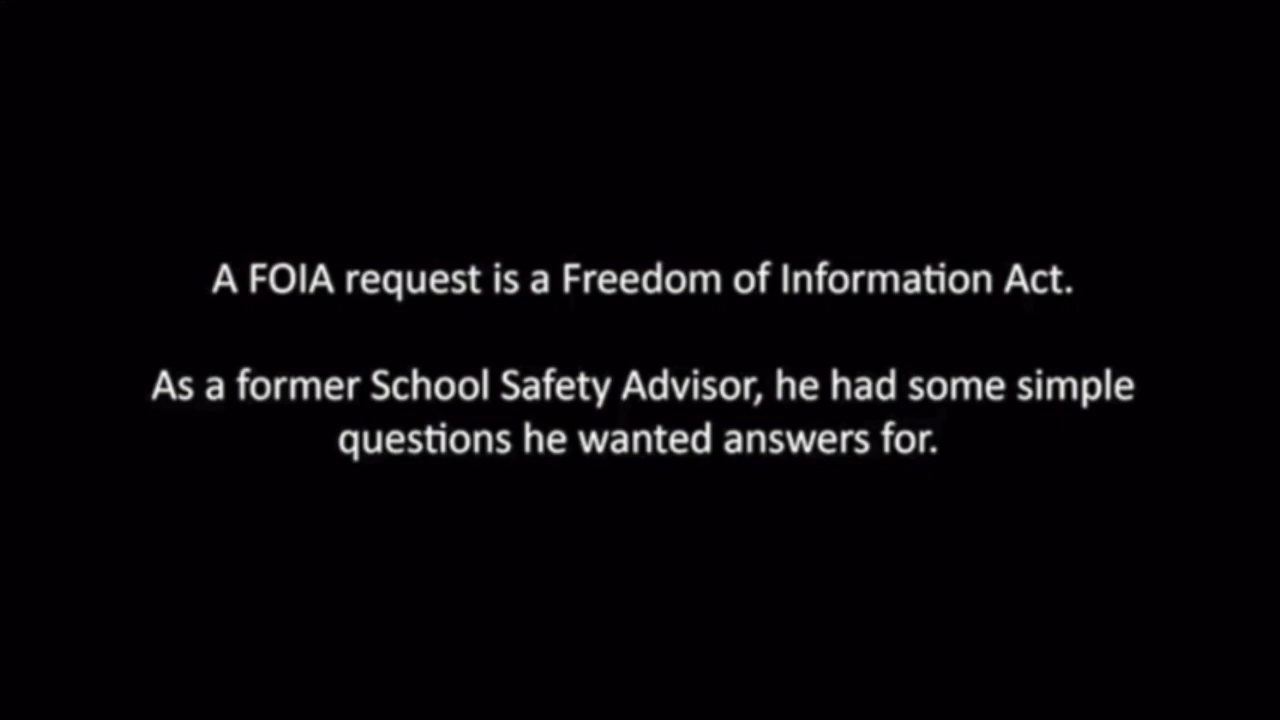 A FOIA request is a Freedom of Information Act.
As a former School Safety Advisor, he had some simple
questions he wanted answers for.